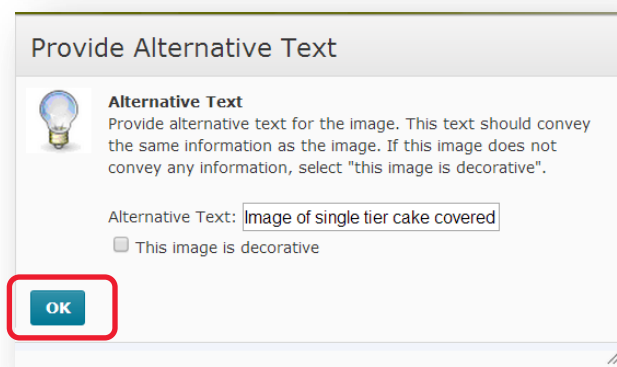 Provide Alternative Text
Alternative Text
Provide alternative text for the image. This text should convey
the same information as the image. If this image does not
convey any information, select "this image is decorative".
Alternative Text: Image of single tier cake covered
This image is decorative
OK